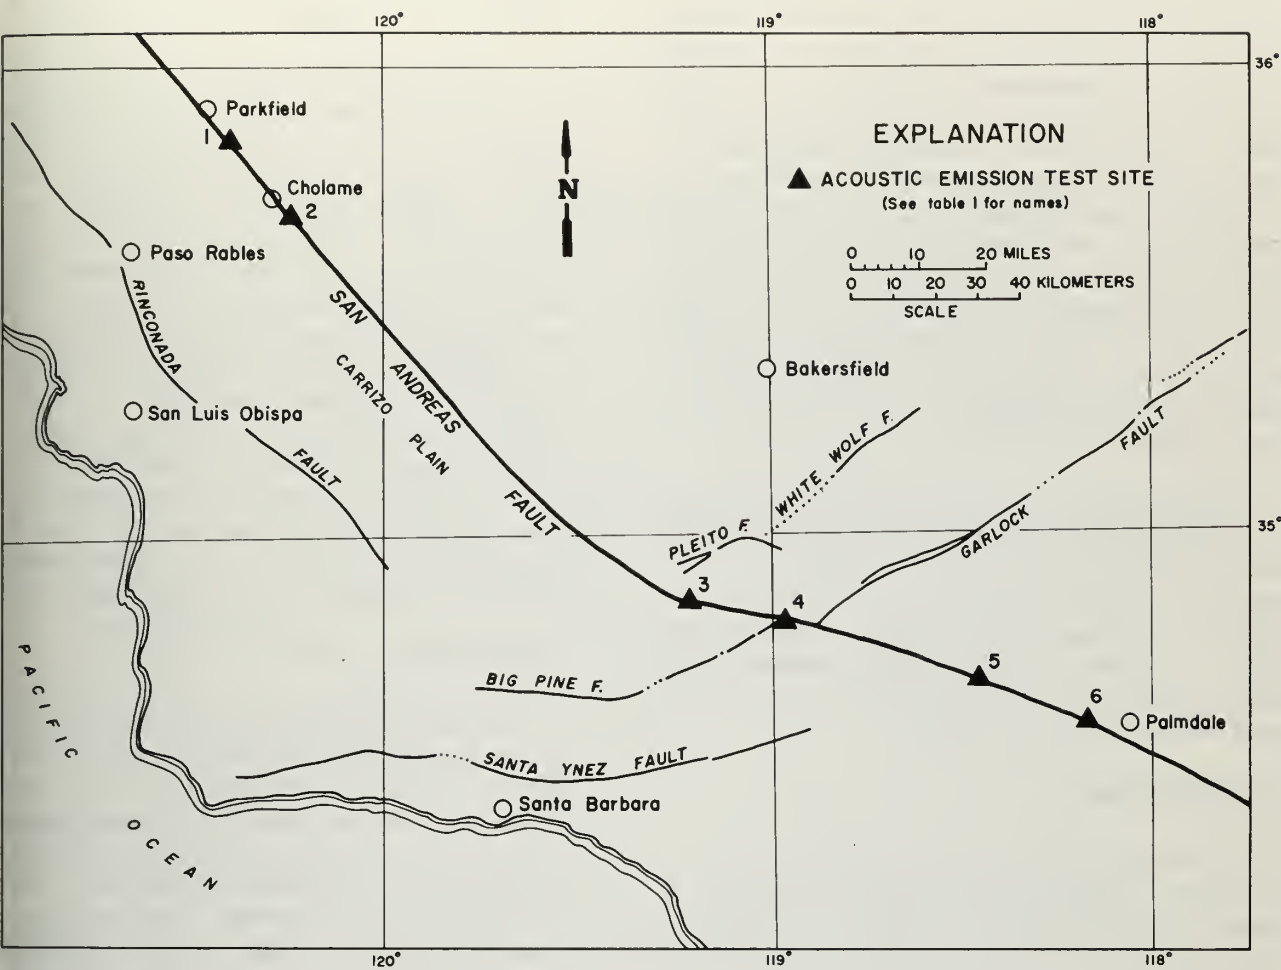 120°
119°
118°
36°
Parkfield
1
Cholame
2
Paso Rables
RINCONADA
FAULT
San Luis Obispa
SAN
ANDREAS
FAULT
CARRIZO
PLAIN
N
EXPLANATION
ACOUSTIC EMISSION TEST SITE
(See table 1 for names)
0 10 20 MILES
0 10 20 30 40 KILOMETERS
SCALE
Bakersfield
WHITE WOLF F.
PLEITO F.
GARLOCK
FAULT
35°
3
4
5
6
Palmdale
BIG PINE F.
SANTA YNEZ FAULT
Santa Barbara
PACIFIC
OCEAN
120°
119°
118°